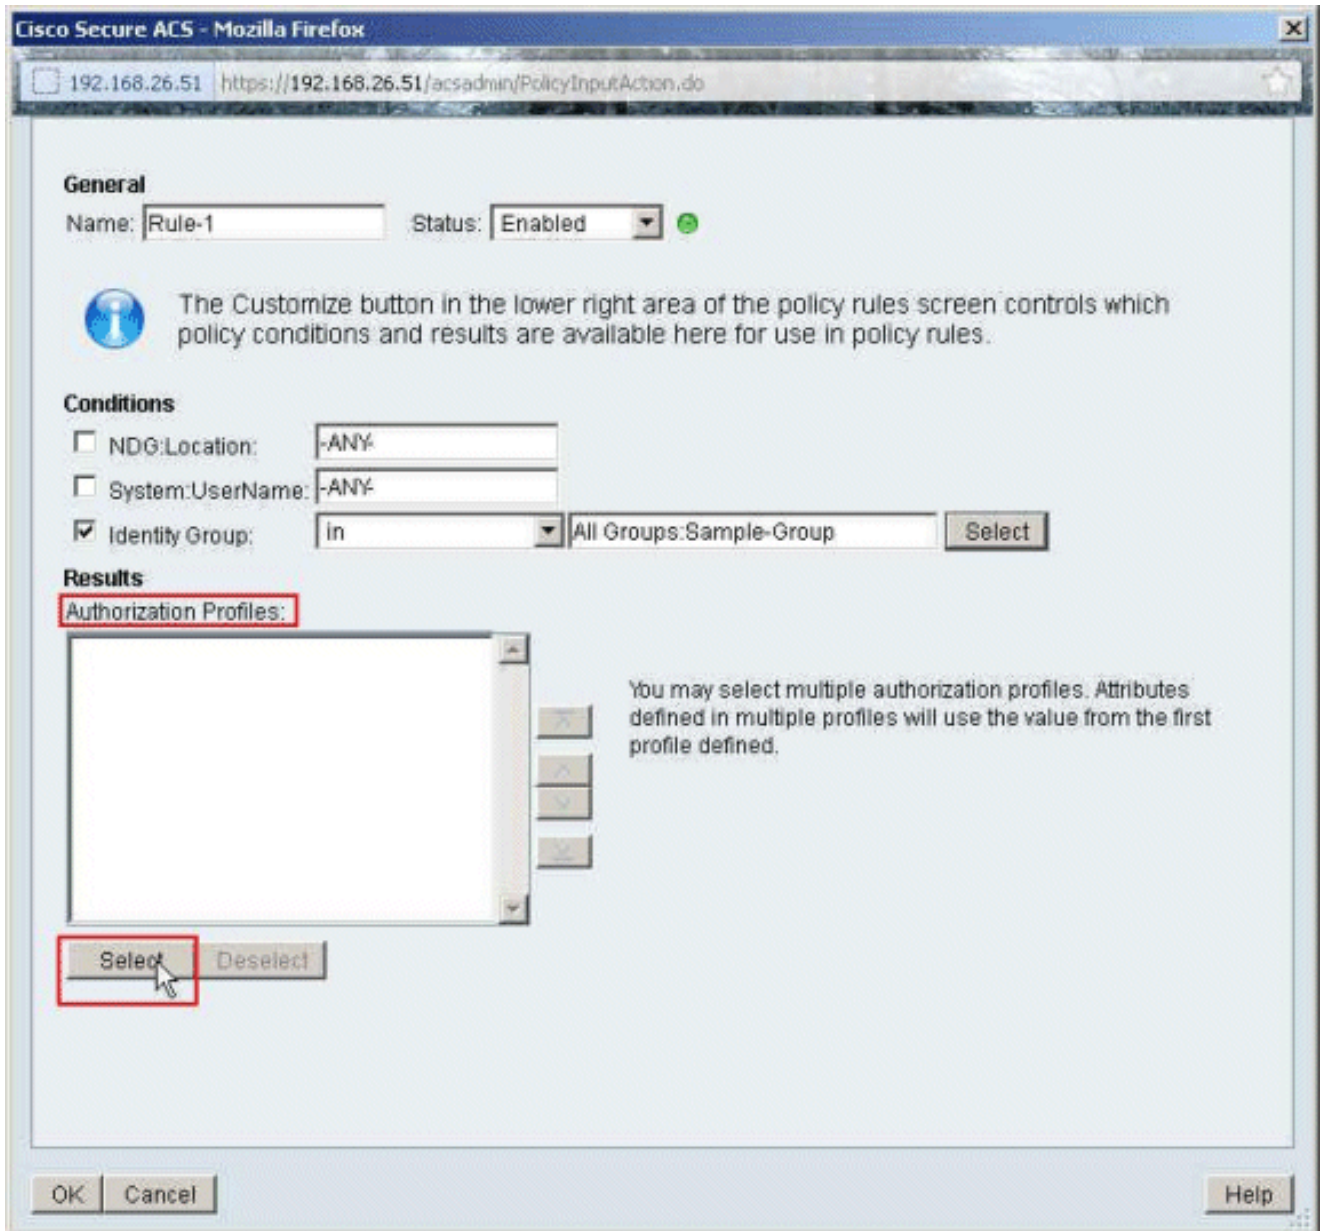 Cisco Secure ACS - Mozilla Firefox
192.168.26.51 https://192.168.26.51/acsadmin/PolicyInputAction.do
General
Name: Rule-1 Status: Enabled
The Customize button in the lower right area of the policy rules screen controls which
policy conditions and results are available here for use in policy rules.
Conditions
NDG:Location: -ANY-
System:UserName: -ANY-
Identity Group: in All Groups:Sample-Group Select
Results
Authorization Profiles:
You may select multiple authorization profiles. Attributes
defined in multiple profiles will use the value from the first
profile defined.
Select Deselect
OK Cancel Help